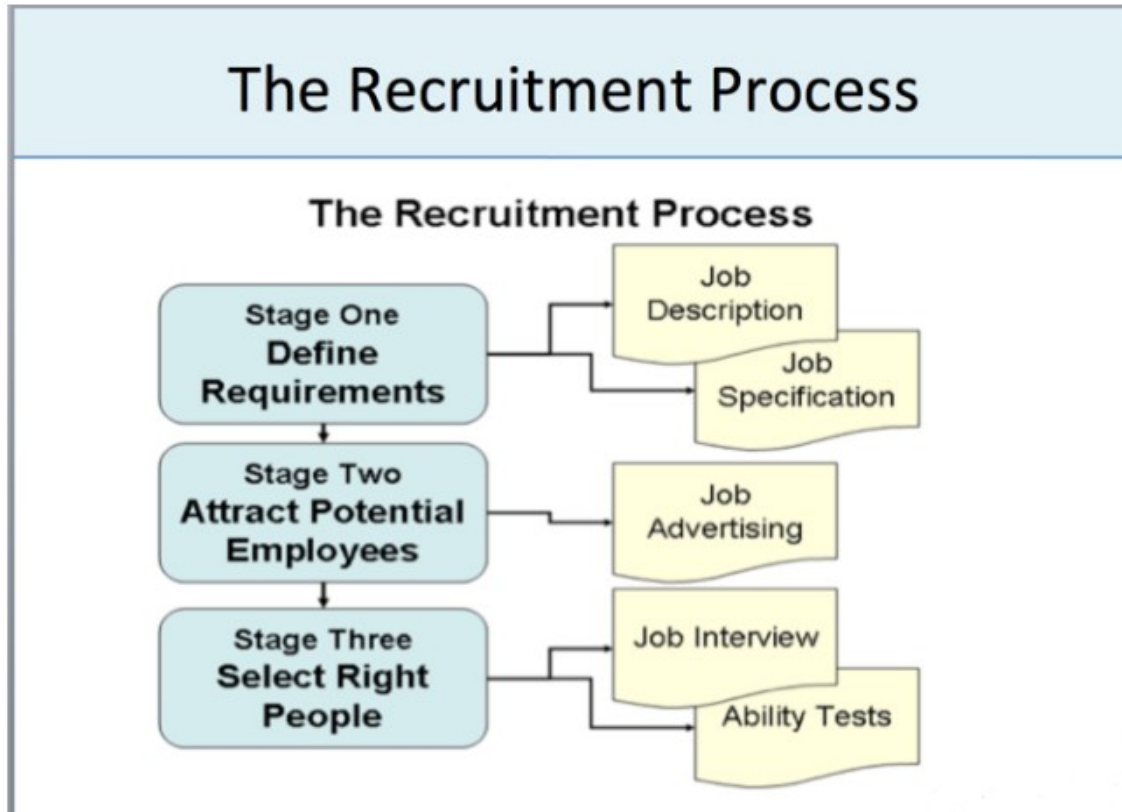 The Recruitment Process
The Recruitment Process
Stage One
Define
Requirements
Job
Description
Job
Specification
Stage Two
Attract Potential
Employees
Job
Advertising
Stage Three
Select Right
People
Job Interview
Ability Tests